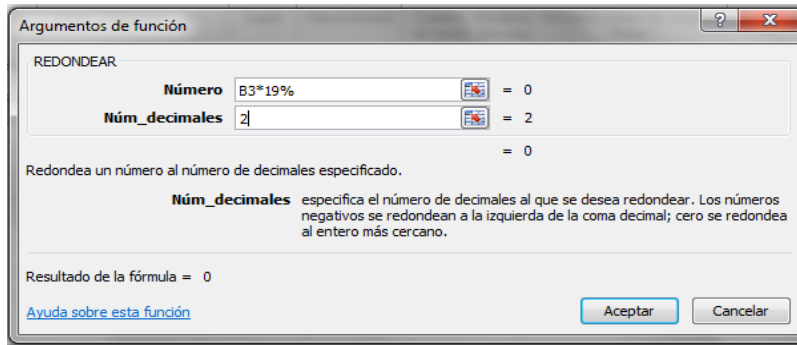 Argumentos de función
REDONDEAR
Número B3*19% = 0
Núm_decimales 2 = 2
= 0
Redondea un número al número de decimales especificado.
Núm_decimales especifica el número de decimales al que se desea redondear. Los números
negativos se redondean a la izquierda de la coma decimal; cero se redondea
al entero más cercano.
Resultado de la fórmula = 0
Ayuda sobre esta función Aceptar Cancelar